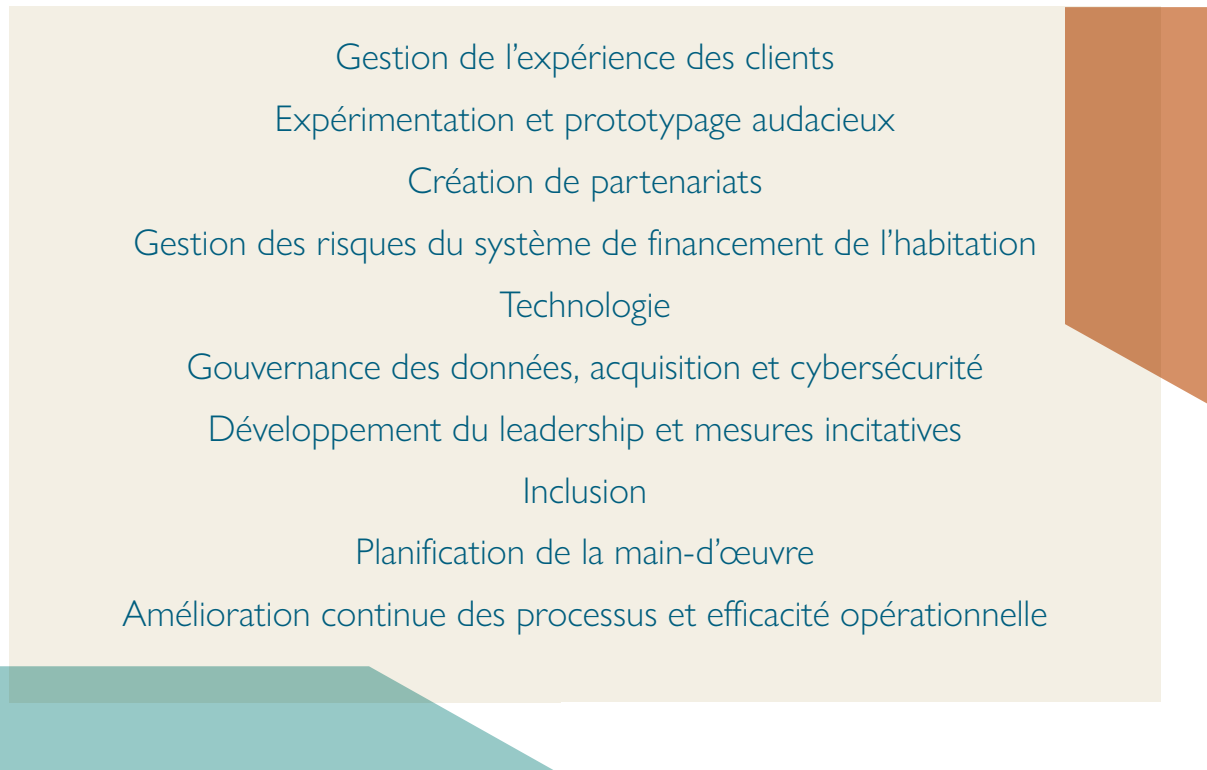 Gestion de l’expérience des clients
Expérimentation et prototypage audacieux
Création de partenariats
Gestion des risques du système de financement de l’habitation
Technologie
Gouvernance des données, acquisition et cybersécurité
Développement du leadership et mesures incitatives
Inclusion
Planification de la main-d’œuvre
Amélioration continue des processus et efficacité opérationnelle